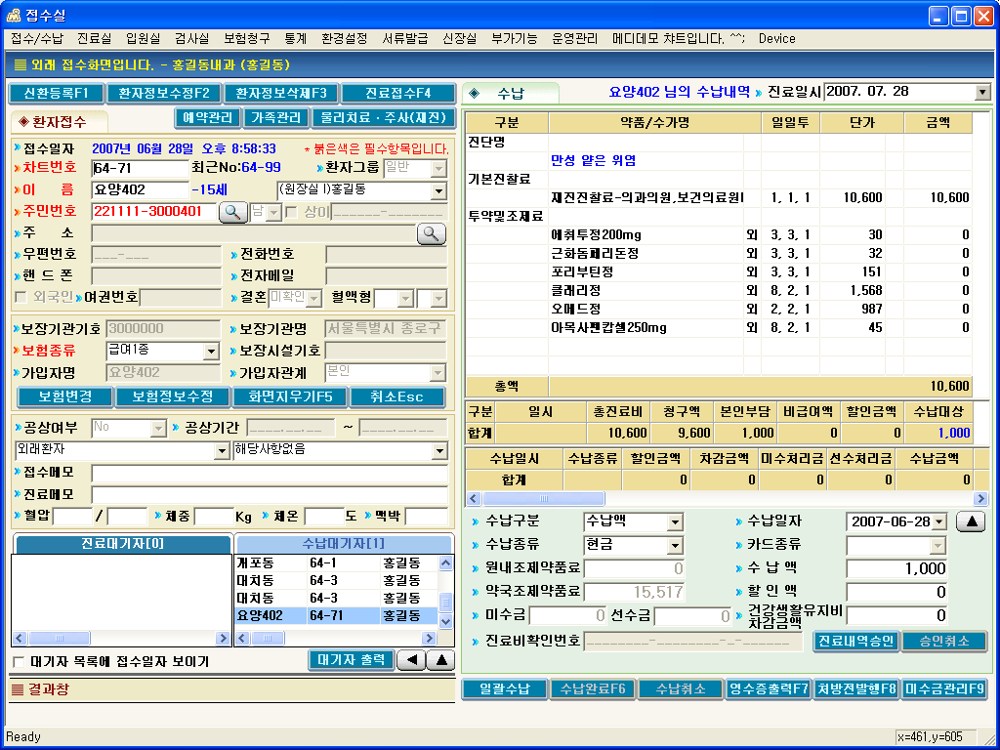 접수실
접수/수납 진료실 입원실 검사실 보험청구 통계 환경설정 서류발급 신장실 부가기능 운영관리 메디데모 챠트입니다. ^^; Device
외래 접수화면입니다. - 홍길동내과 (홍길동)
신환등록F1 환자정보수정F2 환자정보삭제F3 진료접수F4
환자접수 예약관리 가족관리 물리치료·주사(재진)
접수일자 2007년 06월 28일 오후 8:58:33 * 붉은색은 필수항목입니다.
차트번호 64-71 최근No:64-99 환자그룹 일반
이 름 요양402 -15세 (원장실1)홍길동
주민번호 221111-3000401 남 상이 ______-_______
주 소
우편번호 ___-___ 전화번호
핸 드 폰 전자메일
외국인 여권번호 결혼 미확인 혈액형
보장기관기호 3000000 보장기관명 서울특별시 종로구
보험종류 급여1종 보장시설기호
가입자명 요양402 가입자관계 본인
보험변경 보험정보수정 화면지우기F5 취소Esc
공상여부 No 공상기간 ____.__.__ ~ ____.__.__
외래환자 해당사항없음
접수메모
진료메모
혈압 / 체중 Kg 체온 도 맥박
진료대기자[0] 수납대기자[1]
개포동 64-1 홍길동
대치동 64-3 홍길동
대치동 64-3 홍길동
요양402 64-71 홍길동
대기자 목록에 접수일자 보이기 대기자 출력
결과창
수납 요양402 님의 수납내역 진료일시 2007. 07. 28
구분 약품/수가명 일일투 단가 금액
진단명
만성 얕은 위염
기본진찰료
재진진찰료-의과의원,보건의료원 1, 1, 1 10,600 10,600
투약및조제료
에취투정200mg 외 3, 3, 1 30 0
근화돔페리돈정 외 3, 3, 1 32 0
포리부틴정 외 3, 3, 1 151 0
클래리정 외 8, 2, 1 1,568 0
오메드정 외 2, 2, 1 987 0
아목사펜캅셀250mg 외 8, 2, 1 45 0
총액 10,600
구분 일시 총진료비 청구액 본인부담 비급여액 할인금액 수납대상
합계 10,600 9,600 1,000 0 0 1,000
수납일시 수납종류 할인금액 차감금액 미수처리금 선수처리금 수납금액
합계 0 0 0 0 0
수납구분 수납액 수납일자 2007-06-28
수납종류 현금 카드종류
원내조제약품료 0 수 납 액 1,000
약국조제약품료 15,517 할 인 액 0
미수금 0 선수금 0 건강생활유지비 차감금액 0
진료비확인번호 ________-________-_-______ 진료내역승인 승인취소
일괄수납 수납완료F6 수납취소 영수증출력F7 처방전발행F8 미수금관리F9
Ready x=461,y=605